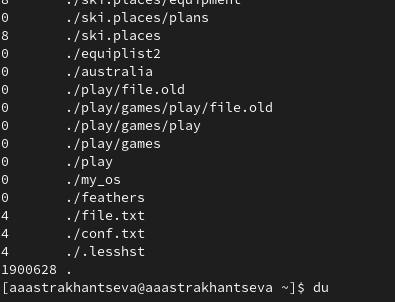 8       ./ski.places/equipment
0       ./ski.places/plans
8       ./ski.places
0       ./equiplist2
0       ./australia
0       ./play/file.old
0       ./play/games/play/file.old
0       ./play/games/play
0       ./play/games
0       ./play
0       ./my_os
0       ./feathers
4       ./file.txt
4       ./conf.txt
4       ./.lesshst
1900628 .
[aaastrakhantseva@aaastrakhantseva ~]$ du